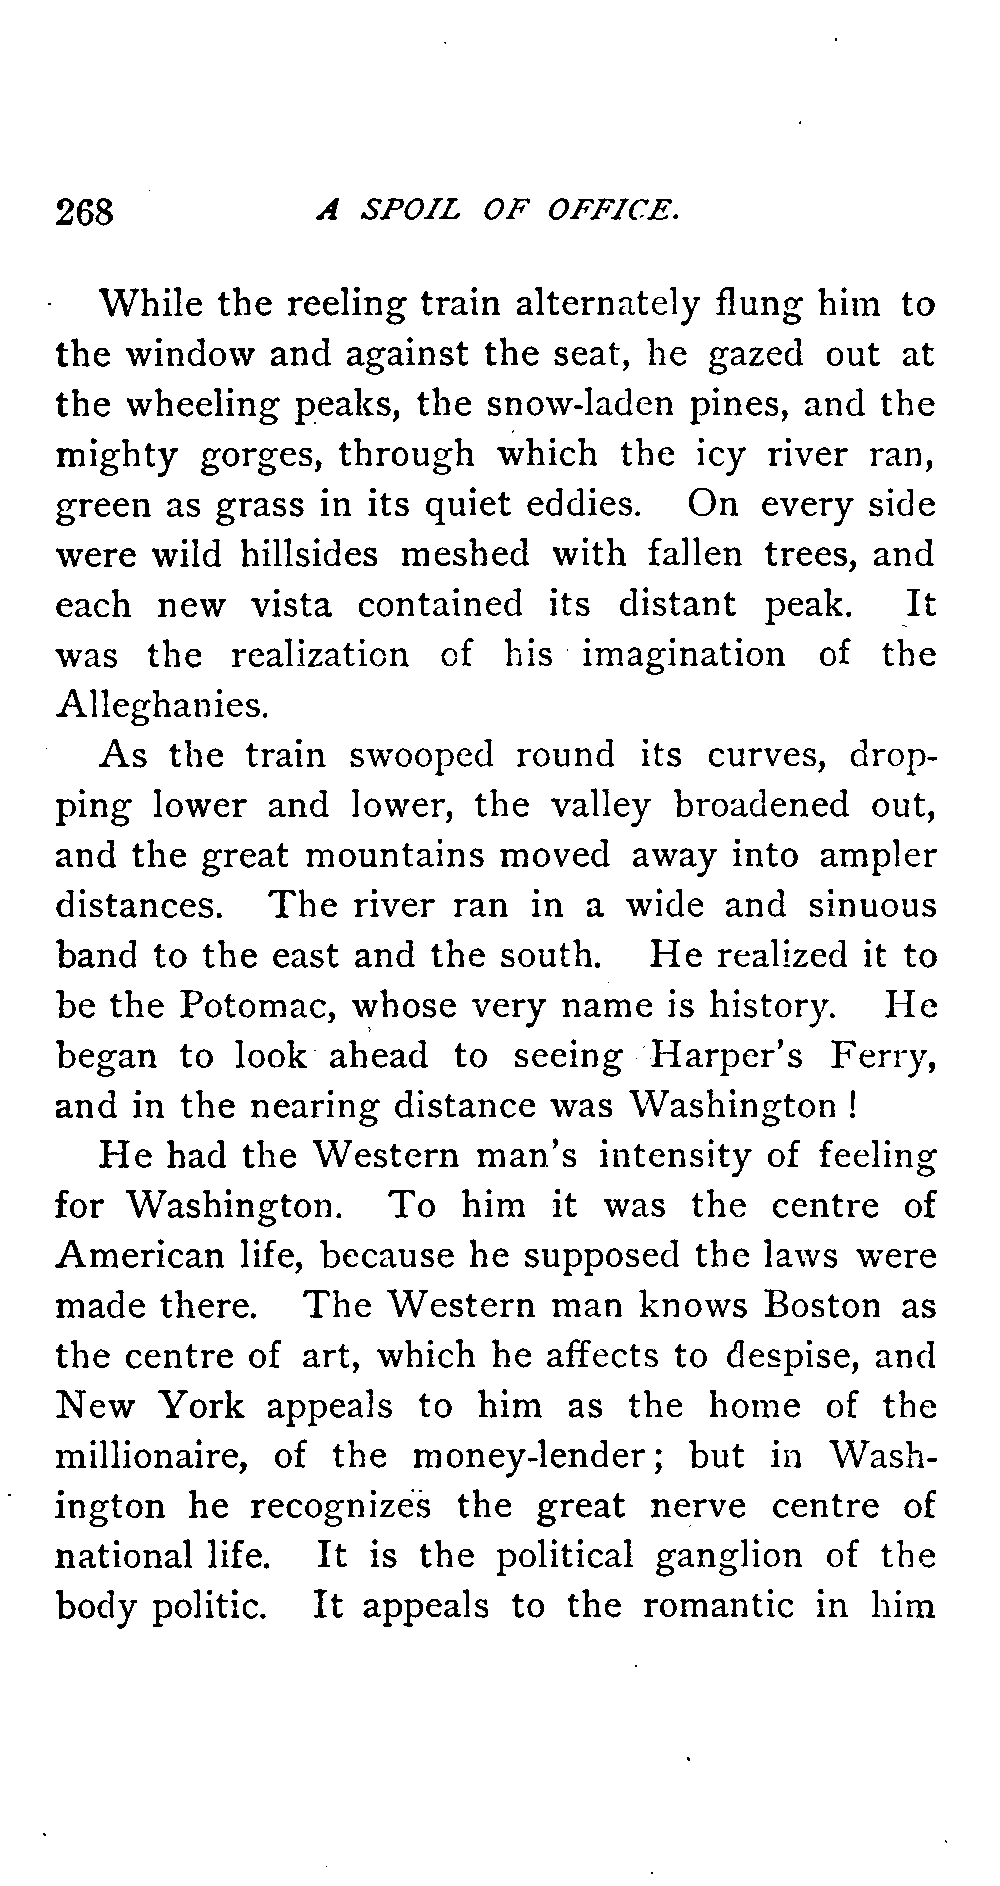 268 A SPOIL OF OFFICE.
While the reeling train alternately flung him to
the window and against the seat, he gazed out at
the wheeling peaks, the snow-laden pines, and the
mighty gorges, through which the icy river ran,
green as grass in its quiet eddies. On every side
were wild hillsides meshed with fallen trees, and
each new vista contained its distant peak. It
was the realization of his imagination of the
Alleghanies.
As the train swooped round its curves, drop-
ping lower and lower, the valley broadened out,
and the great mountains moved away into ampler
distances. The river ran in a wide and sinuous
band to the east and the south. He realized it to
be the Potomac, whose very name is history. He
began to look ahead to seeing Harper's Ferry,
and in the nearing distance was Washington !
He had the Western man's intensity of feeling
for Washington. To him it was the centre of
American life, because he supposed the laws were
made there. The Western man knows Boston as
the centre of art, which he affects to despise, and
New York appeals to him as the home of the
millionaire, of the money-lender; but in Wash-
ington he recognizes the great nerve centre of
national life. It is the political ganglion of the
body politic. It appeals to the romantic in him